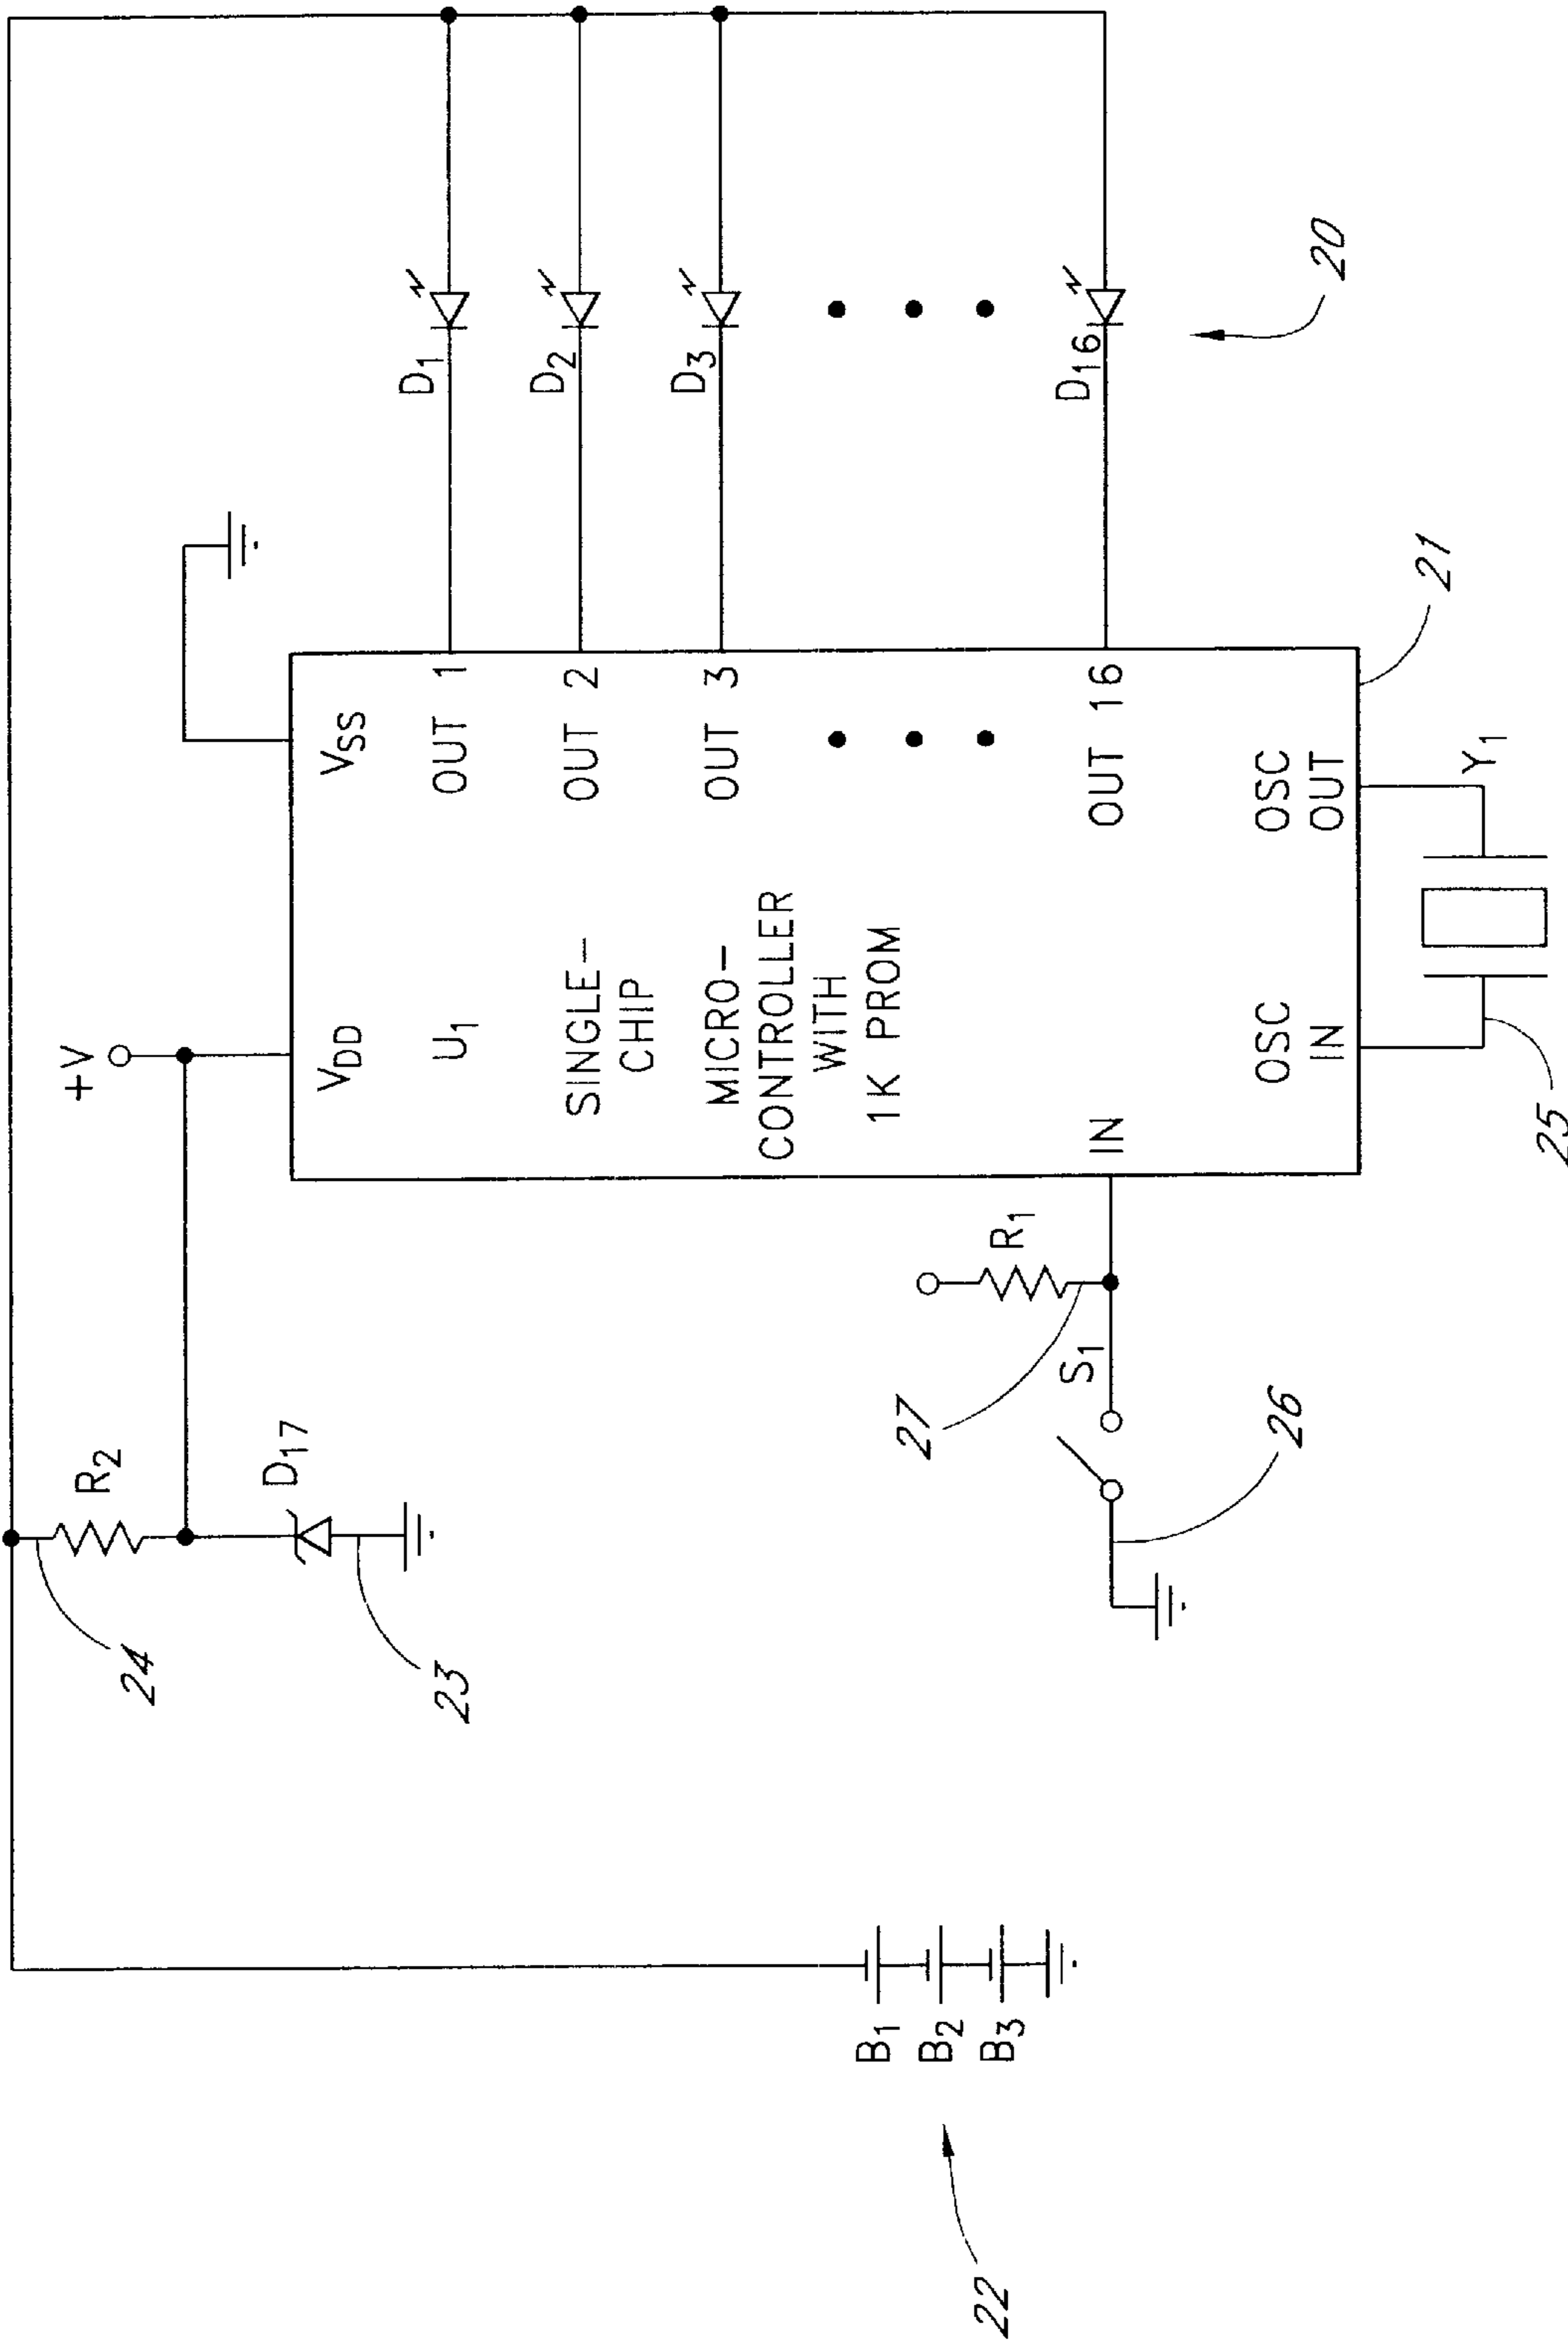 +V
24
R2
D17
23
VDD
VSS
U1
OUT 1
D1
SINGLE-
CHIP
OUT 2
D2
MICRO-
CONTROLLER
WITH
1K PROM
OUT 3
D3
27
R1
S1
26
IN
OUT 16
D16
20
OSC
IN
OSC
OUT
21
25
Y1
B1
B2
B3
22